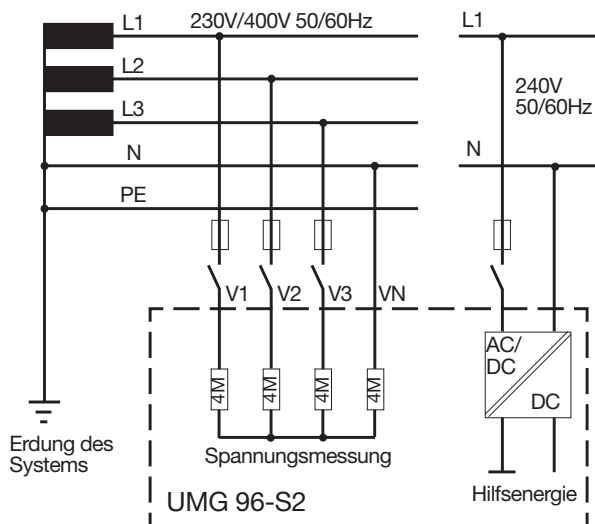 L1
230V/400V 50/60Hz
L1
L2
240V
50/60Hz
L3
N
N
PE
V1
V2
V3
VN
AC/
DC
DC
4M
4M
4M
4M
Erdung des
Systems
Spannungsmessung
Hilfsenergie
UMG 96-S2